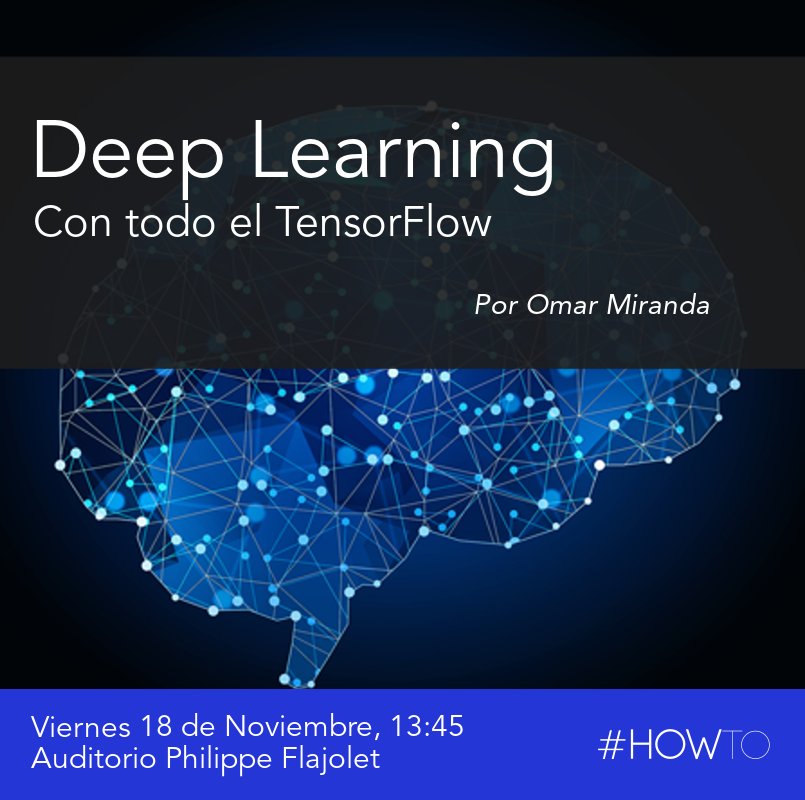 Deep Learning
Con todo el TensorFlow
Por Omar Miranda
Viernes 18 de Noviembre, 13:45
Auditorio Philippe Flajolet
#HOWTO